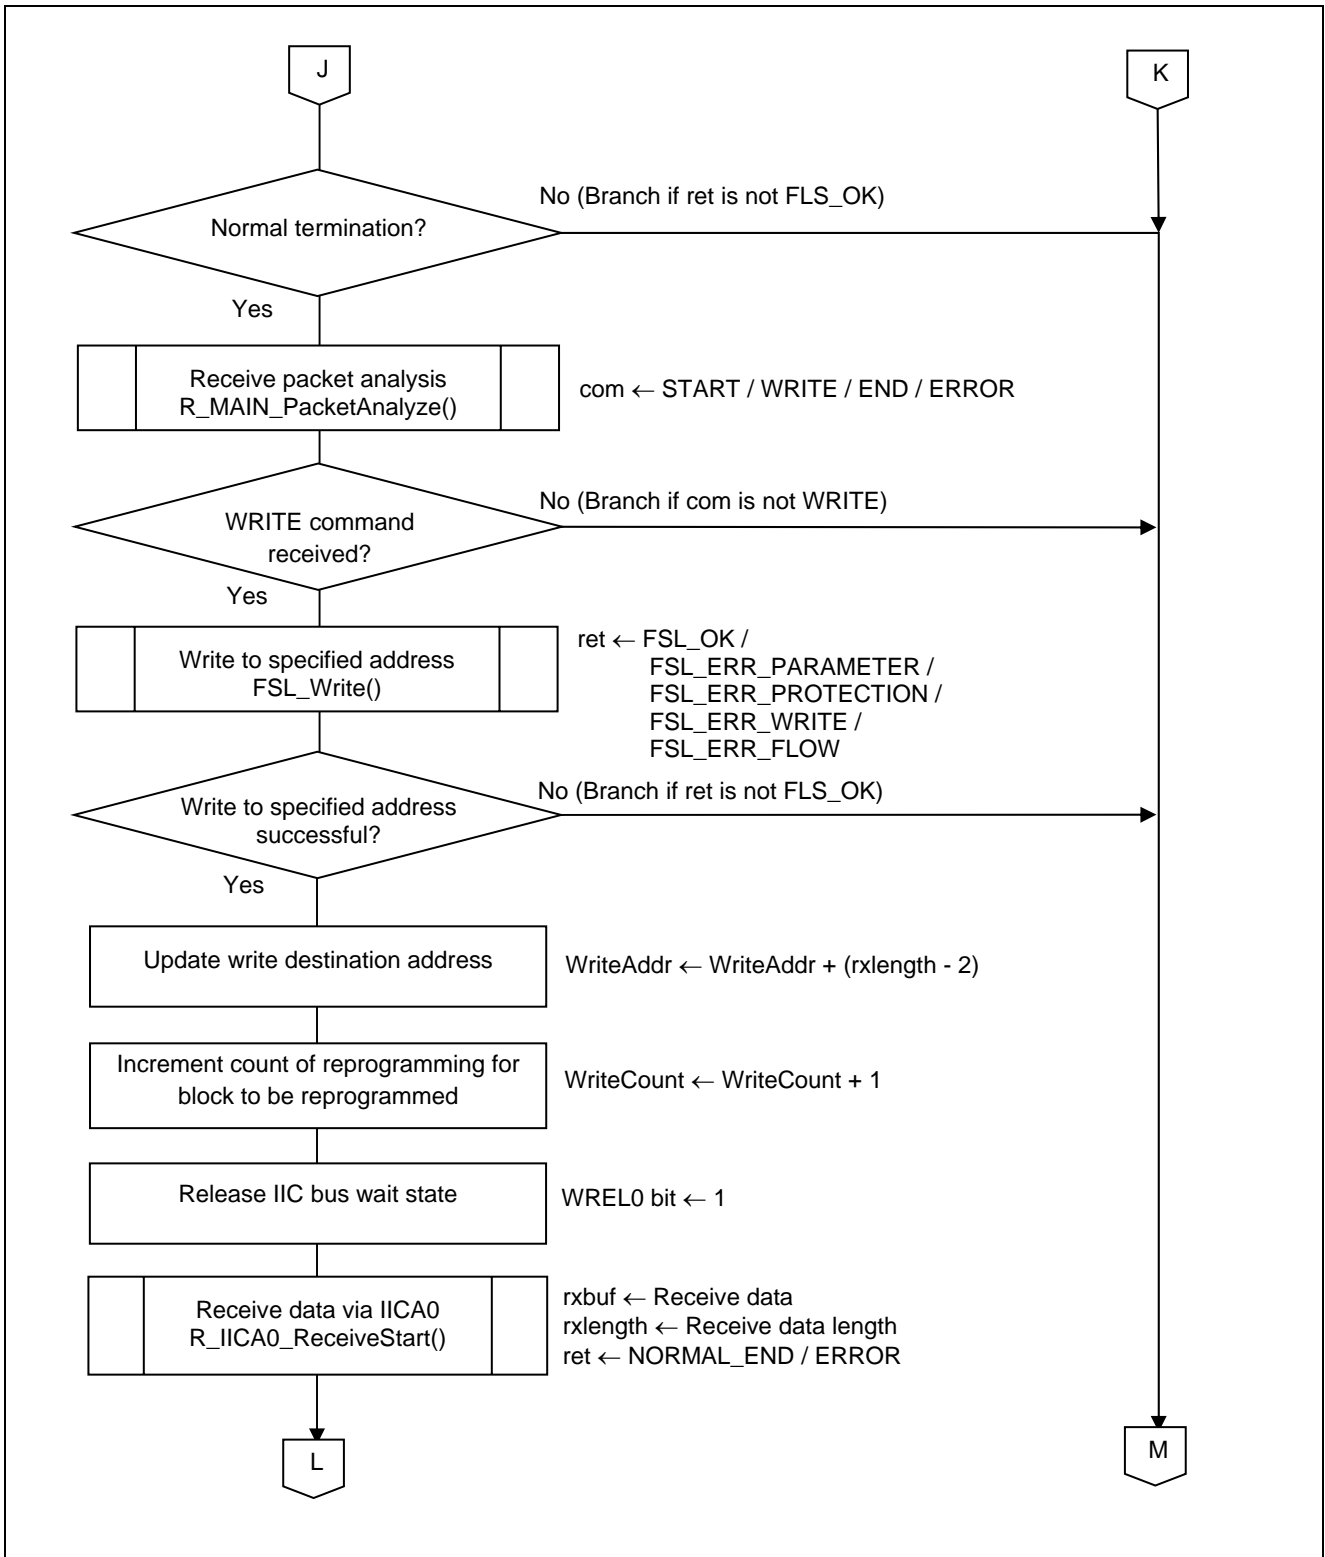 J
K
No (Branch if ret is not FLS_OK)
Normal termination?
Yes
Receive packet analysis
R_MAIN_PacketAnalyze()
com ← START / WRITE / END / ERROR
No (Branch if com is not WRITE)
WRITE command
received?
Yes
Write to specified address
FSL_Write()
ret ← FSL_OK /
FSL_ERR_PARAMETER /
FSL_ERR_PROTECTION /
FSL_ERR_WRITE /
FSL_ERR_FLOW
No (Branch if ret is not FLS_OK)
Write to specified address
successful?
Yes
Update write destination address
WriteAddr ← WriteAddr + (rxlength - 2)
Increment count of reprogramming for
block to be reprogrammed
WriteCount ← WriteCount + 1
Release IIC bus wait state
WREL0 bit ← 1
Receive data via IICA0
R_IICA0_ReceiveStart()
rxbuf ← Receive data
rxlength ← Receive data length
ret ← NORMAL_END / ERROR
L
M